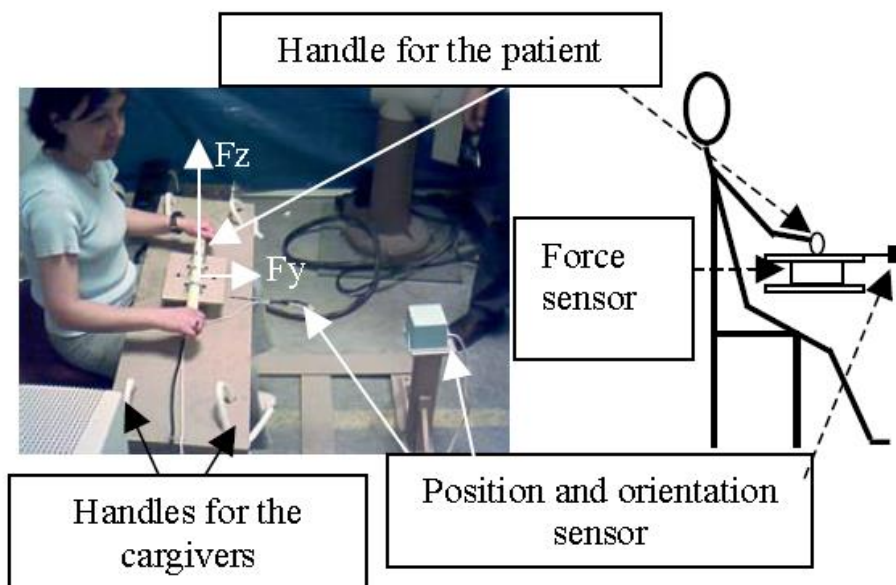 Handle for the patient
Fz
Fy
Force
sensor
Position and orientation
sensor
Handles for the
cargivers